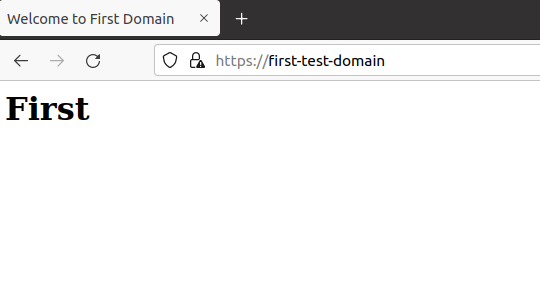 Welcome to First Domain
https://first-test-domain
First